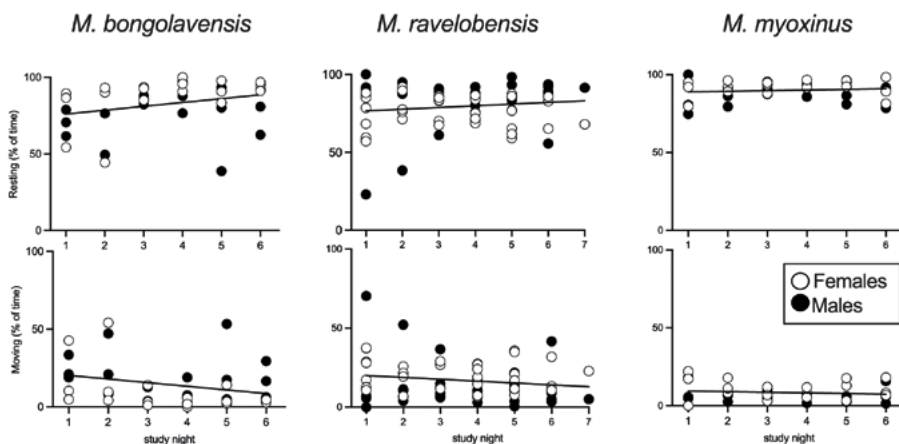 M. bongolavensis M. ravelobensis M. myoxinus
Resting (% of time)
100 50 0
1 2 3 4 5 6
100 50 0
1 2 3 4 5 6 7
100 50 0
1 2 3 4 5 6
Moving (% of time)
100 50 0
1 2 3 4 5 6
study night
100 50 0
1 2 3 4 5 6 7
study night
100 50 0
1 2 3 4 5 6
study night
Females
Males